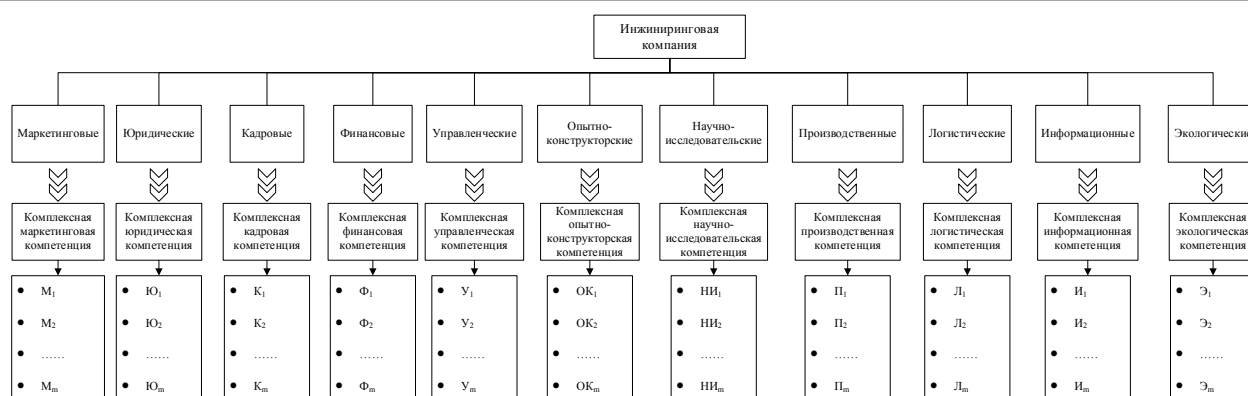 Инжиниринговая
компания
Маркетинговые
Юридические
Кадровые
Финансовые
Управленческие
Опытно-
конструкторские
Научно-
исследовательские
Производственные
Логистические
Информационные
Экологические
Комплексная
маркетинговая
компетенция
Комплексная
юридическая
компетенция
Комплексная
кадровая
компетенция
Комплексная
финансовая
компетенция
Комплексная
управленческая
компетенция
Комплексная
опытно-
конструкторская
компетенция
Комплексная
научно-
исследовательская
компетенция
Комплексная
производственная
компетенция
Комплексная
логистическая
компетенция
Комплексная
информационная
компетенция
Комплексная
экологическая
компетенция
• М₁
• М₂
• ……
• Мₘ
• Ю₁
• Ю₂
• ……
• Юₘ
• К₁
• К₂
• ……
• Кₘ
• Ф₁
• Ф₂
• ……
• Фₘ
• У₁
• У₂
• ……
• Уₘ
• ОК₁
• ОК₂
• ……
• ОКₘ
• НИ₁
• НИ₂
• ……
• НИₘ
• П₁
• П₂
• ……
• Пₘ
• Л₁
• Л₂
• ……
• Лₘ
• И₁
• И₂
• ……
• Иₘ
• Э₁
• Э₂
• ……
• Эₘ